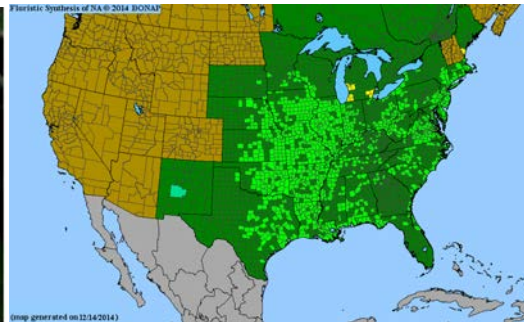 Floristic Synthesis of NA © 2014 BONAP
(map generated on 12/14/2014)